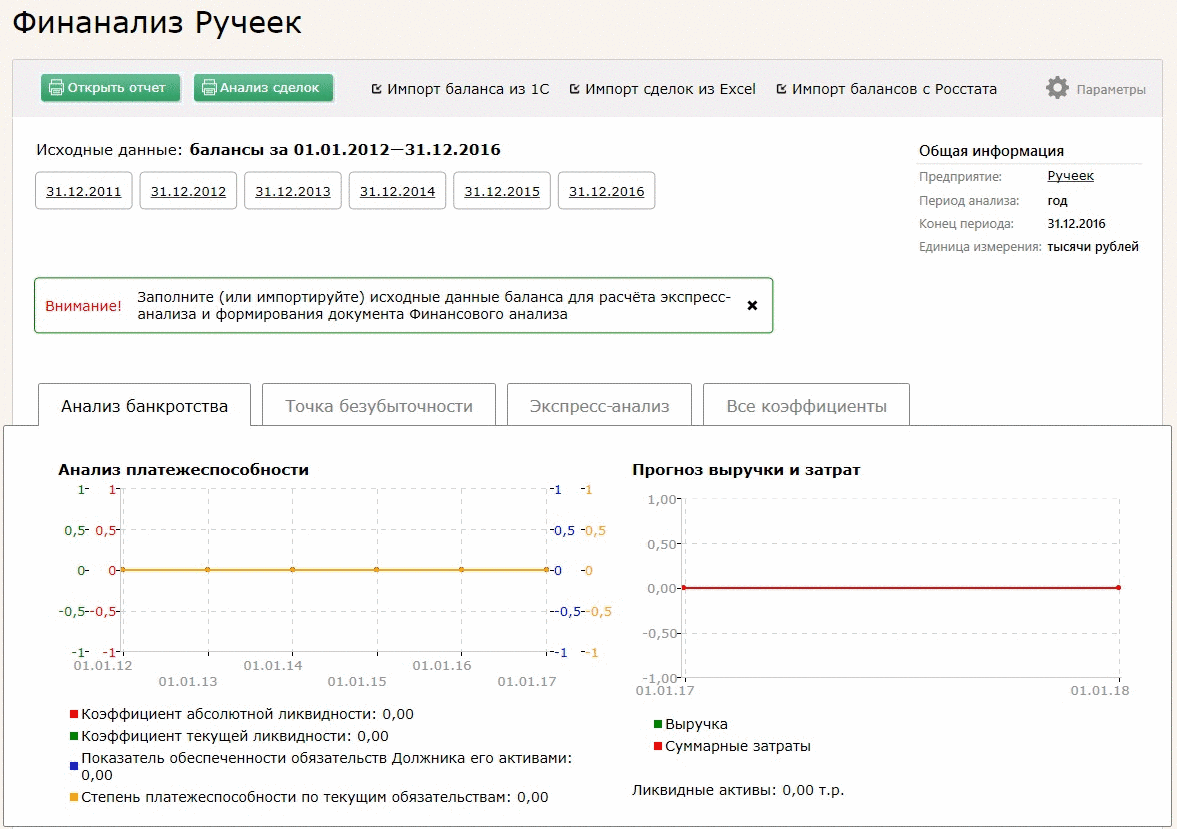 Финанализ Ручеек
Открыть отчет
Анализ сделок
Импорт баланса из 1С
Импорт сделок из Excel
Импорт балансов с Росстата
Параметры
Исходные данные: балансы за 01.01.2012—31.12.2016
31.12.2011
31.12.2012
31.12.2013
31.12.2014
31.12.2015
31.12.2016
Общая информация
Предприятие: Ручеек
Период анализа: год
Конец периода: 31.12.2016
Единица измерения: тысячи рублей
Внимание!
Заполните (или импортируйте) исходные данные баланса для расчёта экспресс-
анализа и формирования документа Финансового анализа
Анализ банкротства
Точка безубыточности
Экспресс-анализ
Все коэффициенты
Анализ платежеспособности
1 1 1 1
0,5 0,5 0,5 0,5
0 0 0 0
-0,5 -0,5 -0,5 -0,5
-1 -1 -1 -1
01.01.12 01.01.14 01.01.16
01.01.13 01.01.15 01.01.17
Коэффициент абсолютной ликвидности: 0,00
Коэффициент текущей ликвидности: 0,00
Показатель обеспеченности обязательств Должника его активами:
0,00
Степень платежеспособности по текущим обязательствам: 0,00
Прогноз выручки и затрат
1,00
0,50
0,00
-0,50
-1,00
01.01.17 01.01.18
Выручка
Суммарные затраты
Ликвидные активы: 0,00 т.р.